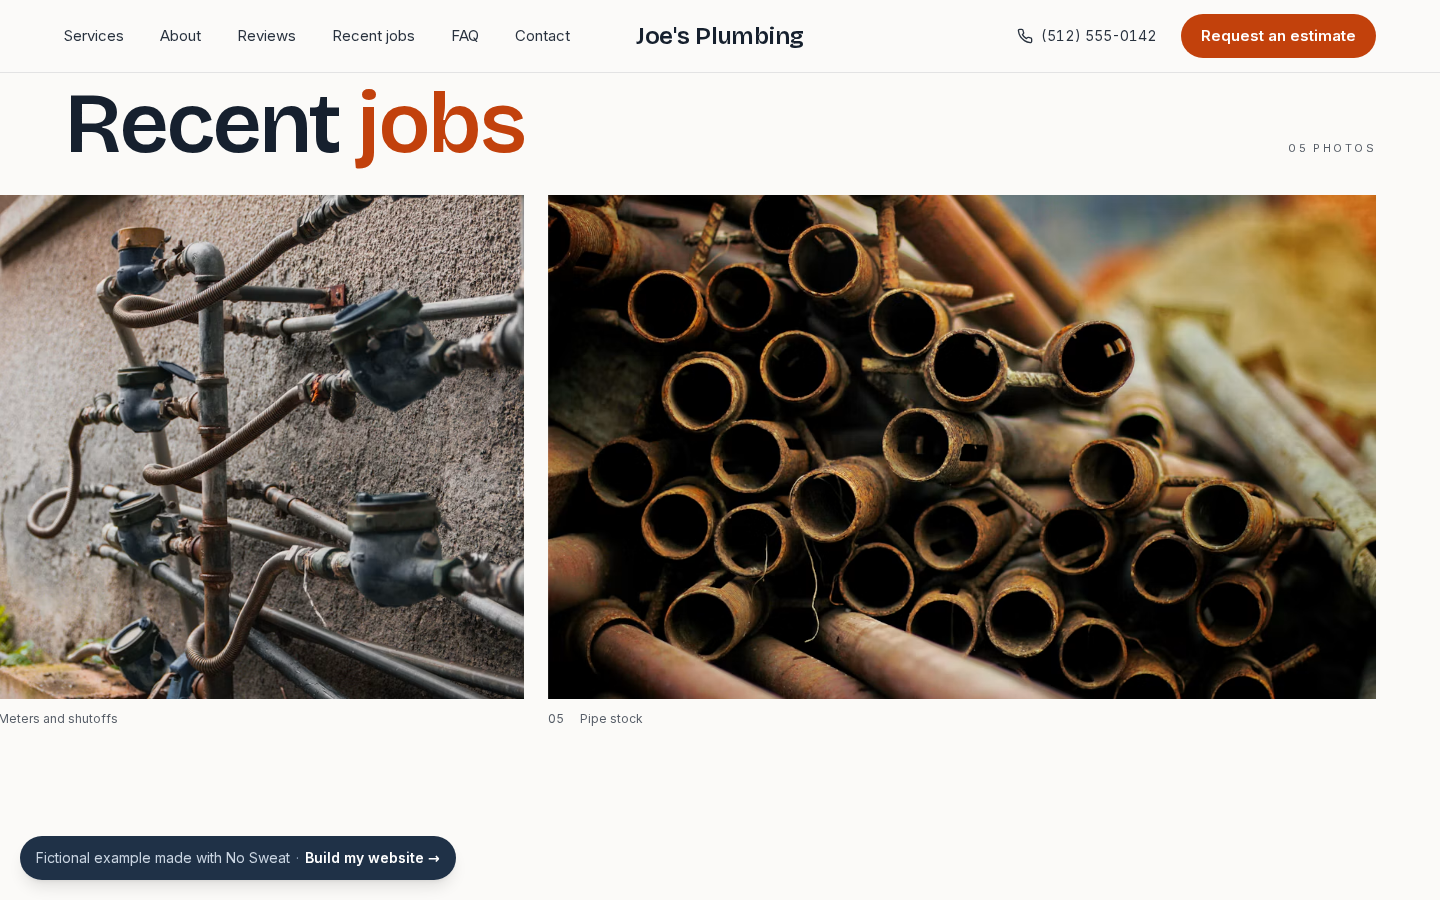 Services About Reviews Recent jobs FAQ Contact Joe's Plumbing (512) 555-0142 Request an estimate
Recent jobs
05 PHOTOS
Meters and shutoffs
05 Pipe stock
Fictional example made with No Sweat · Build my website →